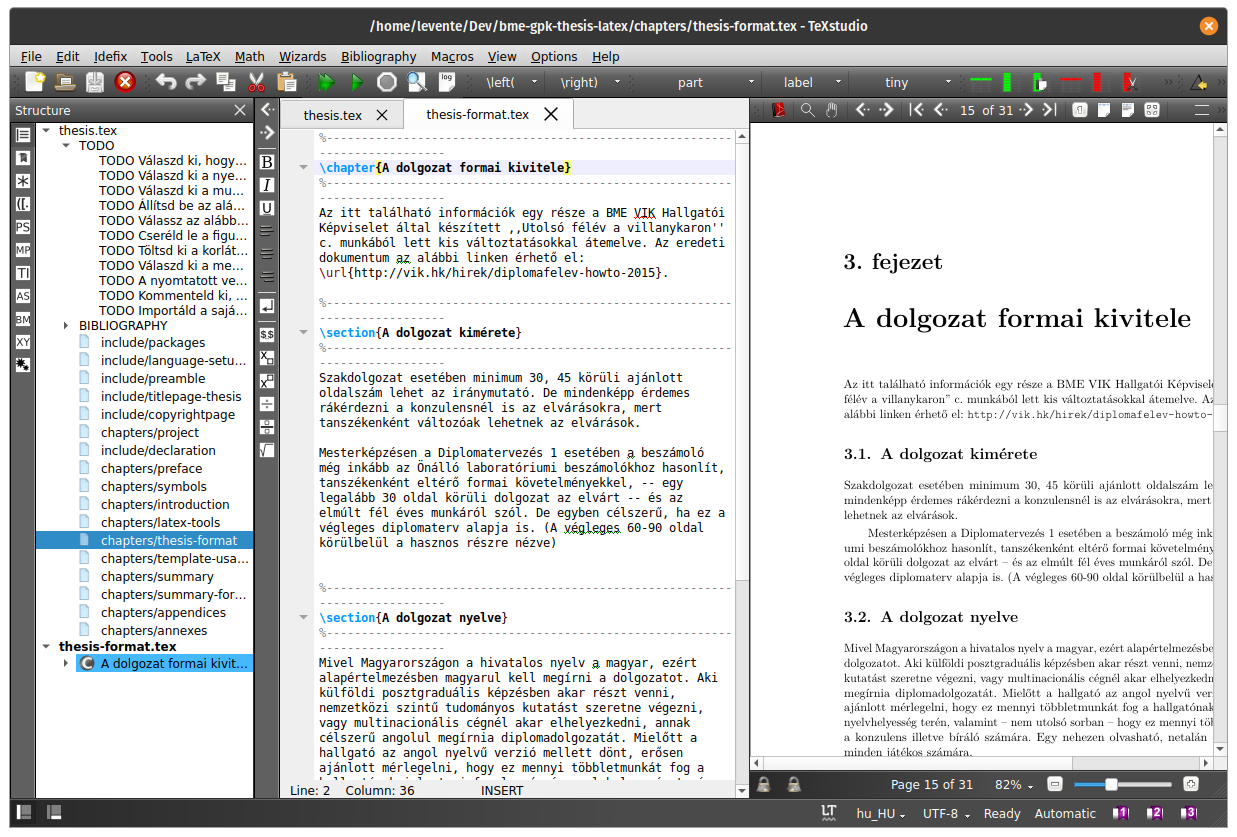 /home/levente/Dev/bme-gpk-thesis-latex/chapters/thesis-format.tex - TeXstudio
File Edit Idefix Tools LaTeX Math Wizards Bibliography Macros View Options Help
log \left( \right) part label tiny
Structure
thesis.tex
TODO
TODO Válaszd ki, hogy...
TODO Válaszd ki a nye...
TODO Válaszd ki a mu...
TODO Állítsd be az alá...
TODO Válassz az alább...
TODO Cseréld le a figu...
TODO Töltsd ki a korlát...
TODO Válaszd ki a me...
TODO A nyomtatott ve...
TODO Kommenteld ki, ...
TODO Importáld a sajá...
BIBLIOGRAPHY
include/packages
include/language-setu...
include/preamble
include/titlepage-thesis
include/copyrightpage
chapters/project
include/declaration
chapters/preface
chapters/symbols
chapters/introduction
chapters/latex-tools
chapters/thesis-format
chapters/template-usa...
chapters/summary
chapters/summary-for...
chapters/appendices
chapters/annexes
thesis-format.tex
A dolgozat formai kivit...
PS
MP
TI
AS
BM
XY
B
I
U
$$
thesis.tex
thesis-format.tex
%-----------------------------------------------------------
------------------
\chapter{A dolgozat formai kivitele}
%-----------------------------------------------------------
------------------
Az itt található információk egy része a BME VIK Hallgatói
Képviselet által készített ,,Utolsó félév a villanykaron''
c. munkából lett kis változtatásokkal átemelve. Az eredeti
dokumentum az alábbi linken érhető el:
\url{http://vik.hk/hirek/diplomafelev-howto-2015}.
%-----------------------------------------------------------
------------------
\section{A dolgozat kimérete}
%-----------------------------------------------------------
------------------
Szakdolgozat esetében minimum 30, 45 körüli ajánlott
oldalszám lehet az iránymutató. De mindenképp érdemes
rákérdezni a konzulensnél is az elvárásokra, mert
tanszékenként változóak lehetnek az elvárások.
Mesterképzésen a Diplomatervezés 1 esetében a beszámoló
még inkább az Önálló laboratóriumi beszámolókhoz hasonlít,
tanszékenként eltérő formai követelményekkel, -- egy
legalább 30 oldal körüli dolgozat az elvárt -- és az
elmúlt fél éves munkáról szól. De egyben célszerű, ha ez a
végleges diplomaterv alapja is. (A végleges 60-90 oldal
körülbelül a hasznos részre nézve)
%-----------------------------------------------------------
------------------
\section{A dolgozat nyelve}
%-----------------------------------------------------------
------------------
Mivel Magyarországon a hivatalos nyelv a magyar, ezért
alapértelmezésben magyarul kell megírni a dolgozatot. Aki
külföldi posztgraduális képzésben akar részt venni,
nemzetközi szintű tudományos kutatást szeretne végezni,
vagy multinacionális cégnél akar elhelyezkedni, annak
célszerű angolul megírnia diplomadolgozatát. Mielőtt a
hallgató az angol nyelvű verzió mellett dönt, erősen
ajánlott mérlegelni, hogy ez mennyi többletmunkát fog a
Line: 2 Column: 36 INSERT
15 of 31
3. fejezet
A dolgozat formai kivitele
Az itt található információk egy része a BME VIK Hallgatói Képvisele
félév a villanykaron” c. munkából lett kis változtatásokkal átemelve. Az
alábbi linken érhető el: http://vik.hk/hirek/diplomafelev-howto-
3.1. A dolgozat kimérete
Szakdolgozat esetében minimum 30, 45 körüli ajánlott oldalszám le
mindenképp érdemes rákérdezni a konzulensnél is az elvárásokra, mert
lehetnek az elvárások.
Mesterképzésen a Diplomatervezés 1 esetében a beszámoló még ink
umi beszámolókhoz hasonlít, tanszékenként eltérő formai követelmény
oldal körüli dolgozat az elvárt – és az elmúlt fél éves munkáról szól. De
végleges diplomaterv alapja is. (A végleges 60-90 oldal körülbelül a has
3.2. A dolgozat nyelve
Mivel Magyarországon a hivatalos nyelv a magyar, ezért alapértelmezésbe
dolgozatot. Aki külföldi posztgraduális képzésben akar részt venni, nemz
kutatást szeretne végezni, vagy multinacionális cégnél akar elhelyezkedn
megírnia diplomadolgozatát. Mielőtt a hallgató az angol nyelvű ver
ajánlott mérlegelni, hogy ez mennyi többletmunkát fog a hallgatónak
nyelvhelyesség terén, valamint – nem utolsó sorban – hogy ez mennyi töb
a konzulens illetve bíráló számára. Egy nehezen olvasható, netalán
minden játékos számára.
Page 15 of 31 82%
LT hu_HU UTF-8 Ready Automatic 1 2 3